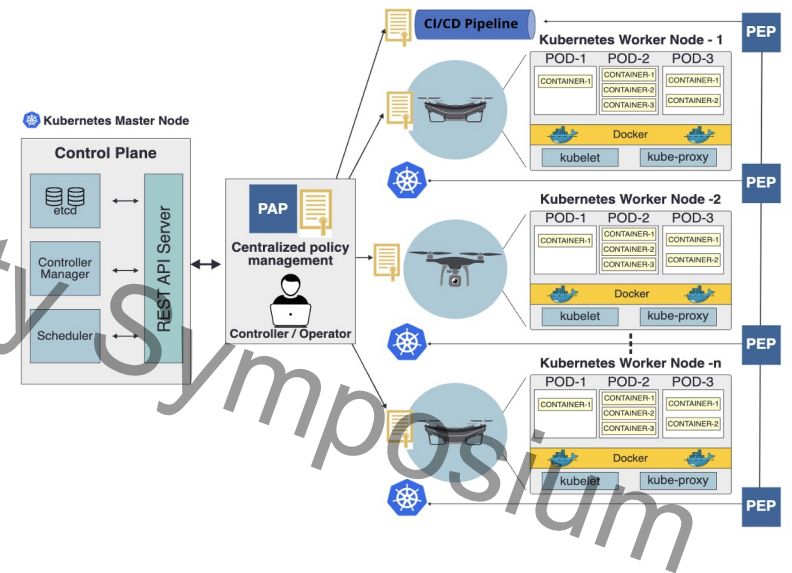 CI/CD Pipeline
PEP
Kubernetes Worker Node - 1
POD-1 POD-2 POD-3
CONTAINER-1
CONTAINER-1
CONTAINER-2
CONTAINER-3
CONTAINER-1
CONTAINER-2
Docker
kubelet
kube-proxy
PEP
Kubernetes Master Node
Control Plane
etcd
Controller
Manager
Scheduler
REST API Server
PAP
Centralized policy
management
Controller / Operator
Kubernetes Worker Node -2
POD-1 POD-2 POD-3
CONTAINER-1
CONTAINER-1
CONTAINER-2
CONTAINER-3
CONTAINER-1
CONTAINER-2
Docker
kubelet
kube-proxy
PEP
Kubernetes Worker Node -n
POD-1 POD-2 POD-3
CONTAINER-1
CONTAINER-1
CONTAINER-2
CONTAINER-3
CONTAINER-1
CONTAINER-2
Docker
kubelet
kube-proxy
PEP
ty Symposium